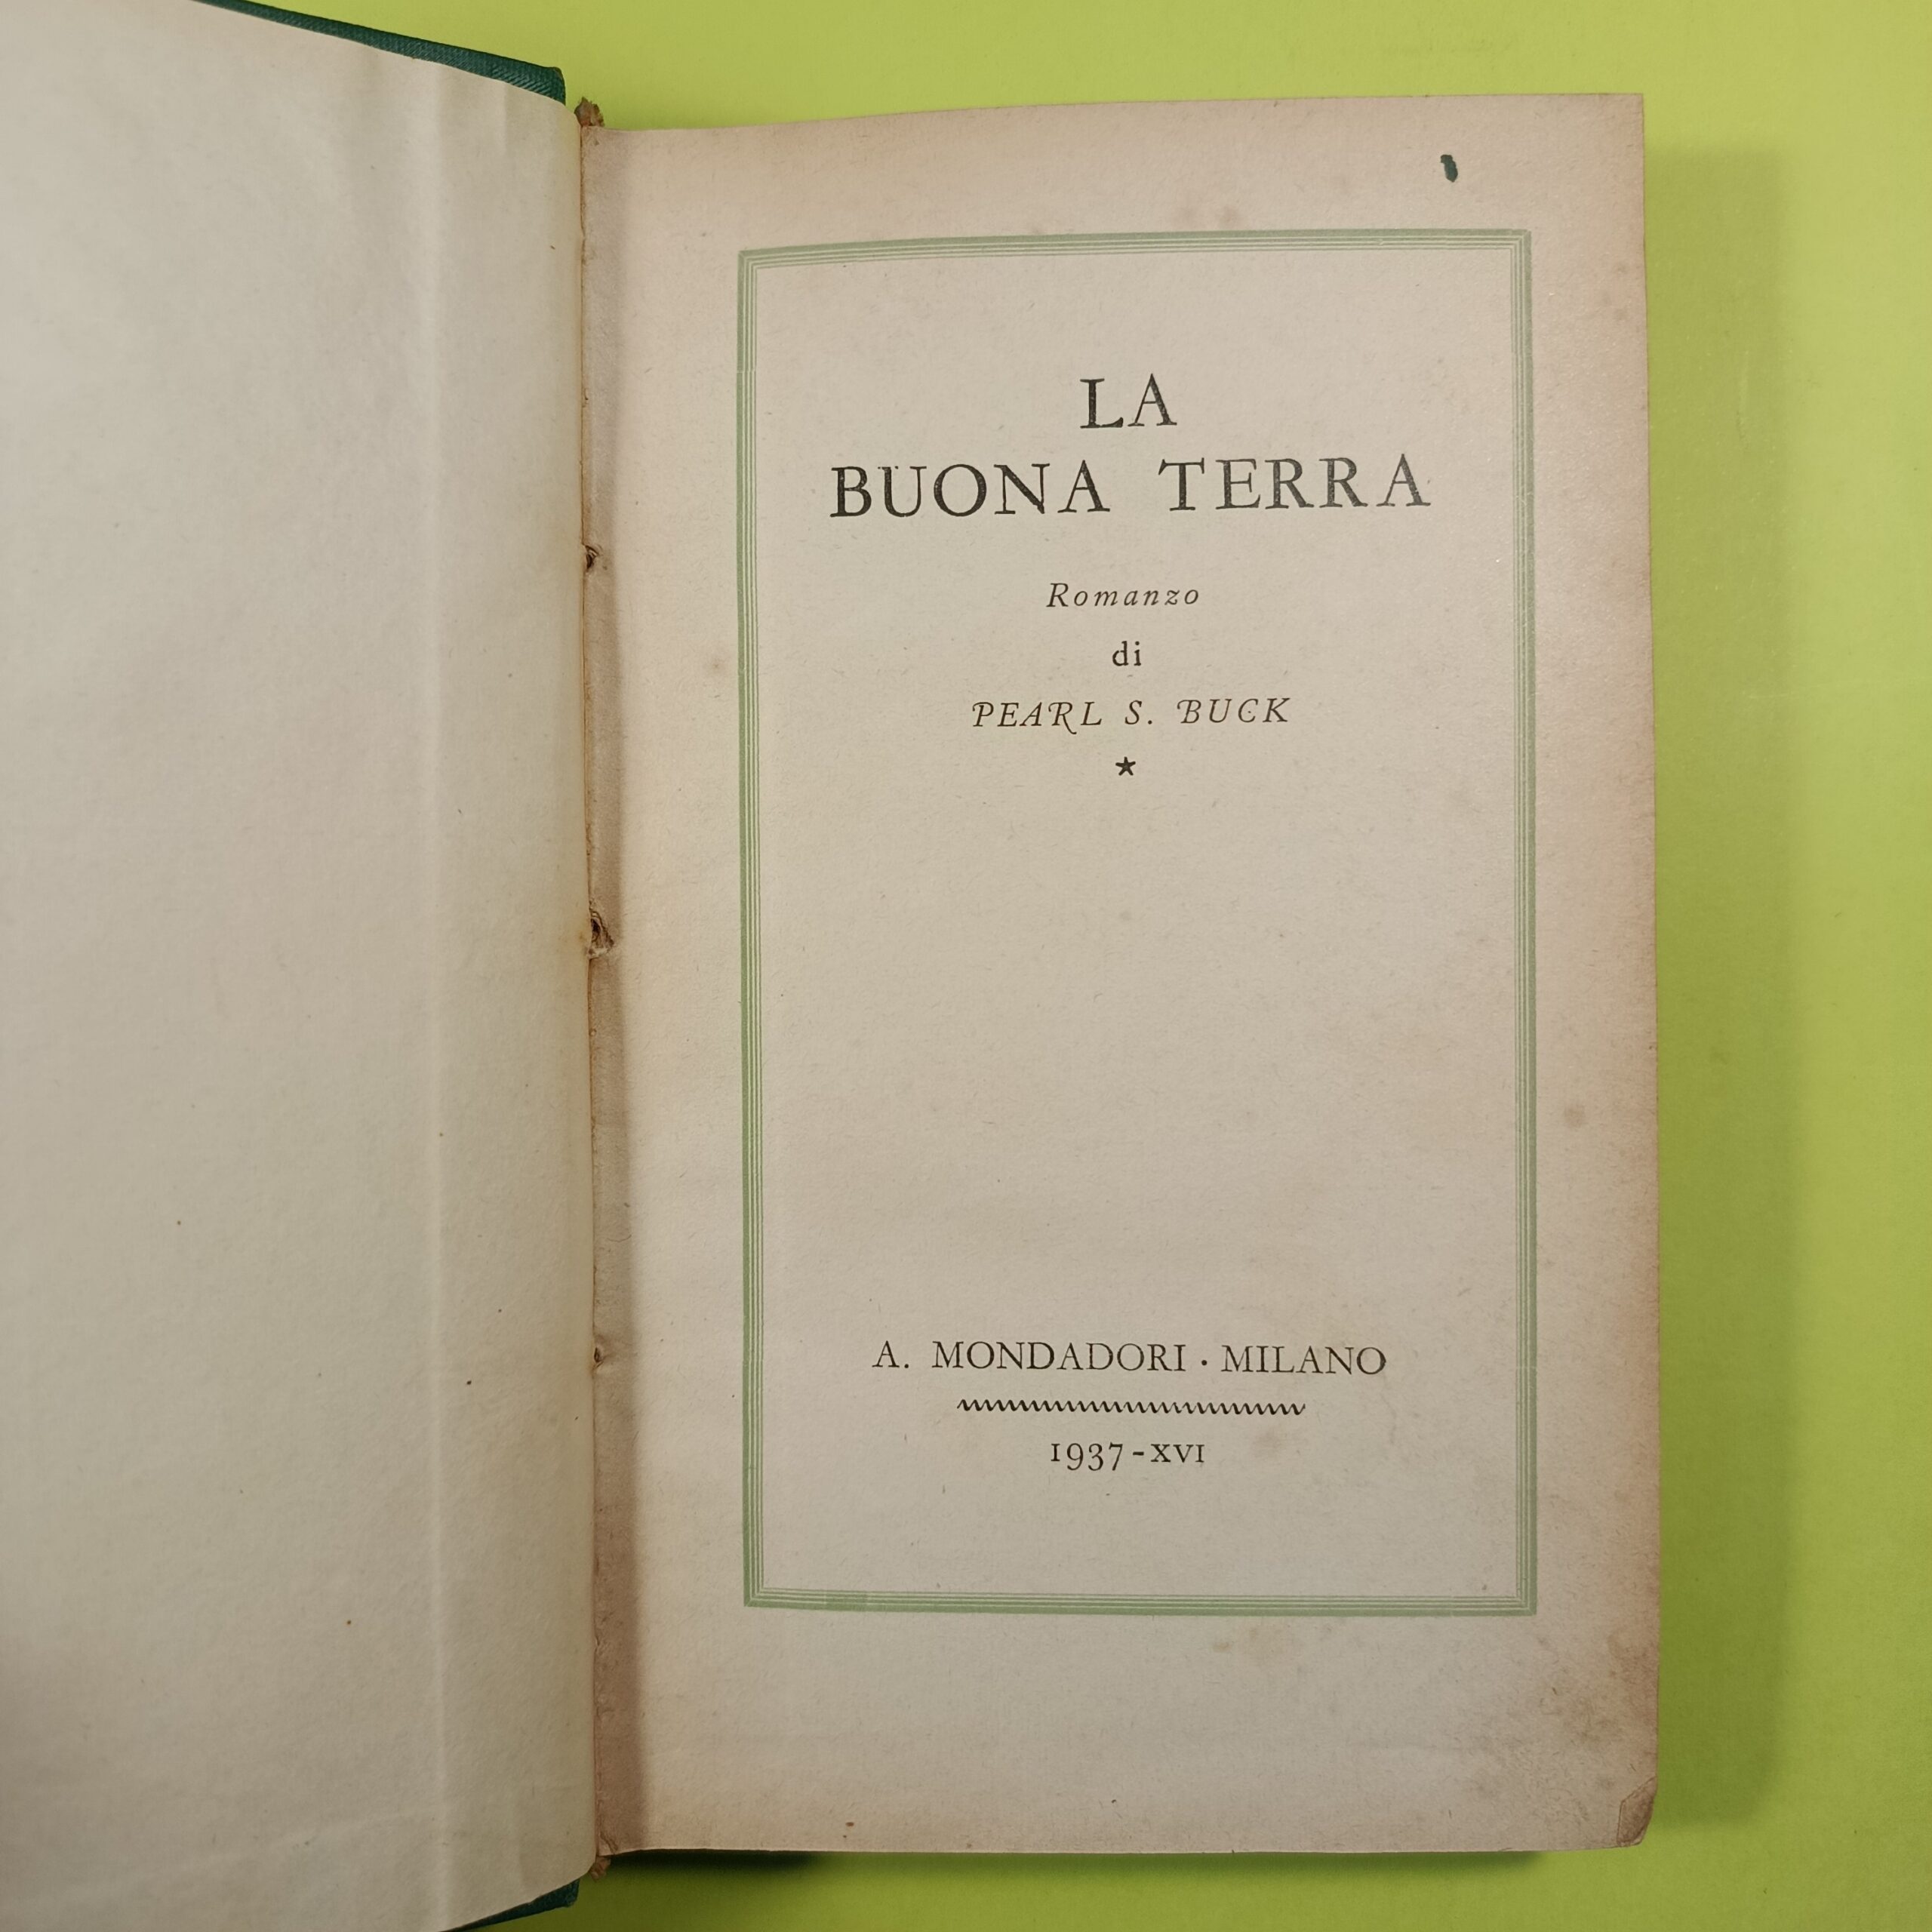 LA
BUONA TERRA
Romanzo
di
PEARL S. BUCK
★
A. MONDADORI · MILANO
1937-XVI